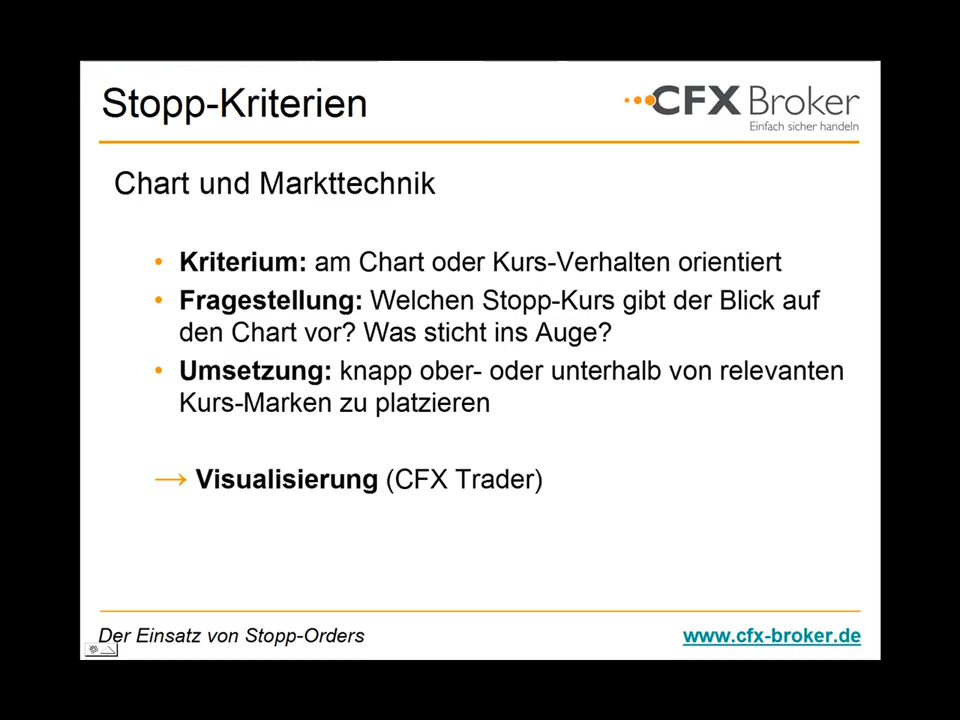 Stopp-Kriterien
CFX Broker
Einfach sicher handeln
Chart und Markttechnik
• Kriterium: am Chart oder Kurs-Verhalten orientiert
• Fragestellung: Welchen Stopp-Kurs gibt der Blick auf
den Chart vor? Was sticht ins Auge?
• Umsetzung: knapp ober- oder unterhalb von relevanten
Kurs-Marken zu platzieren
→ Visualisierung (CFX Trader)
Der Einsatz von Stopp-Orders
www.cfx-broker.de